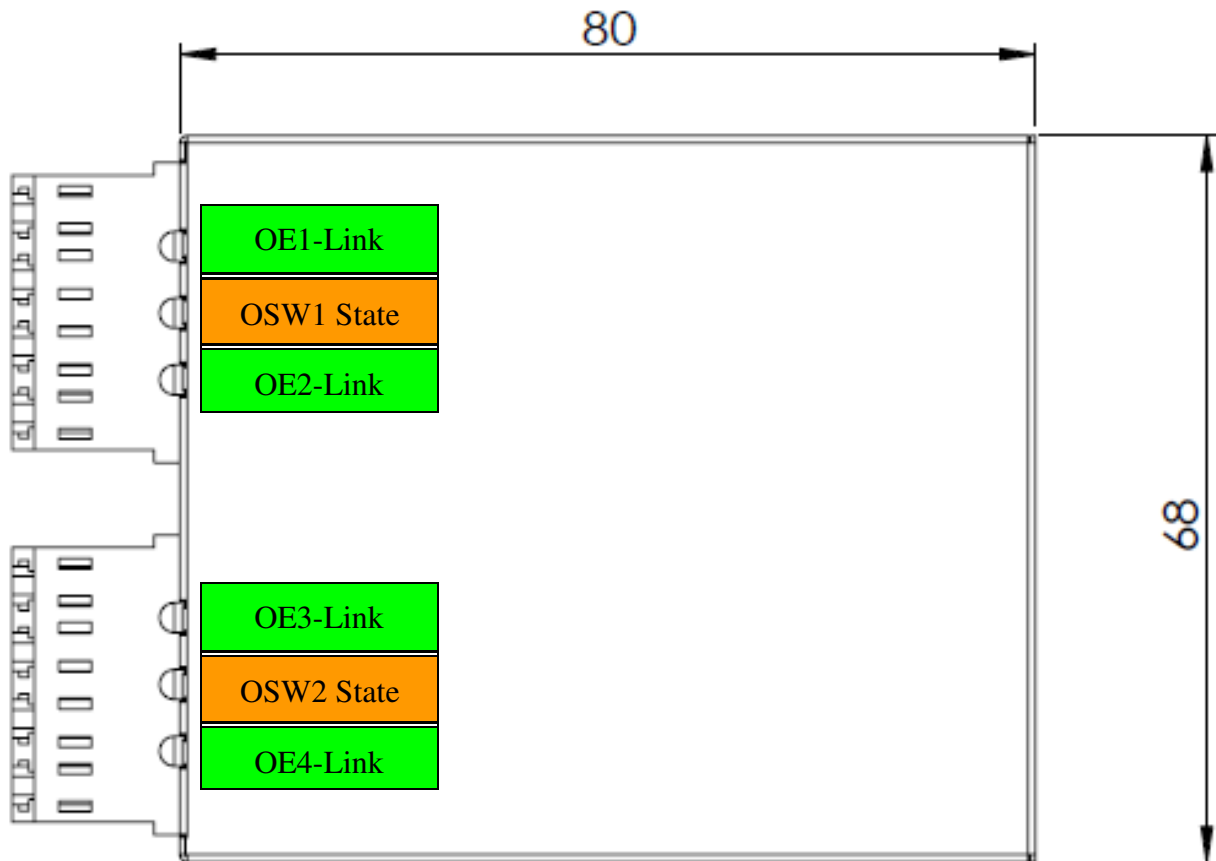 80
OE1-Link
OSW1 State
OE2-Link
68
OE3-Link
OSW2 State
OE4-Link